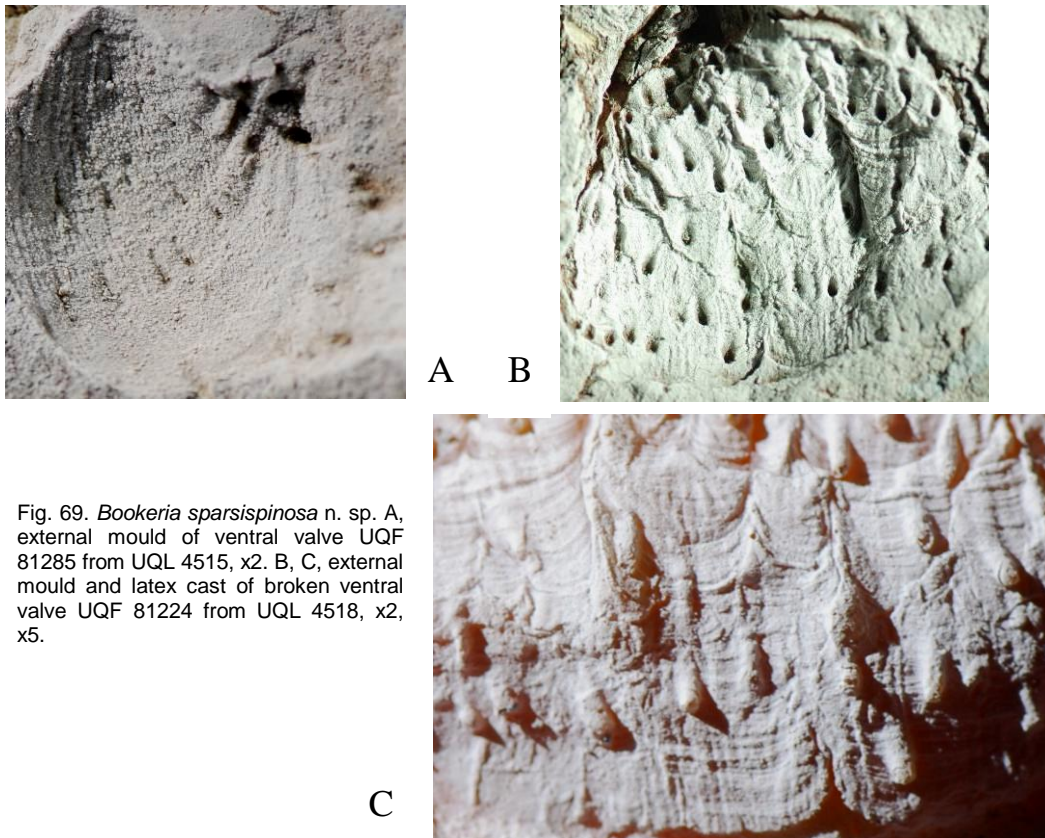 A B
Fig. 69. Bookeria sparsispinosa n. sp. A,
external mould of ventral valve UQF
81285 from UQL 4515, x2. B, C, external
mould and latex cast of broken ventral
valve UQF 81224 from UQL 4518, x2,
x5.
C